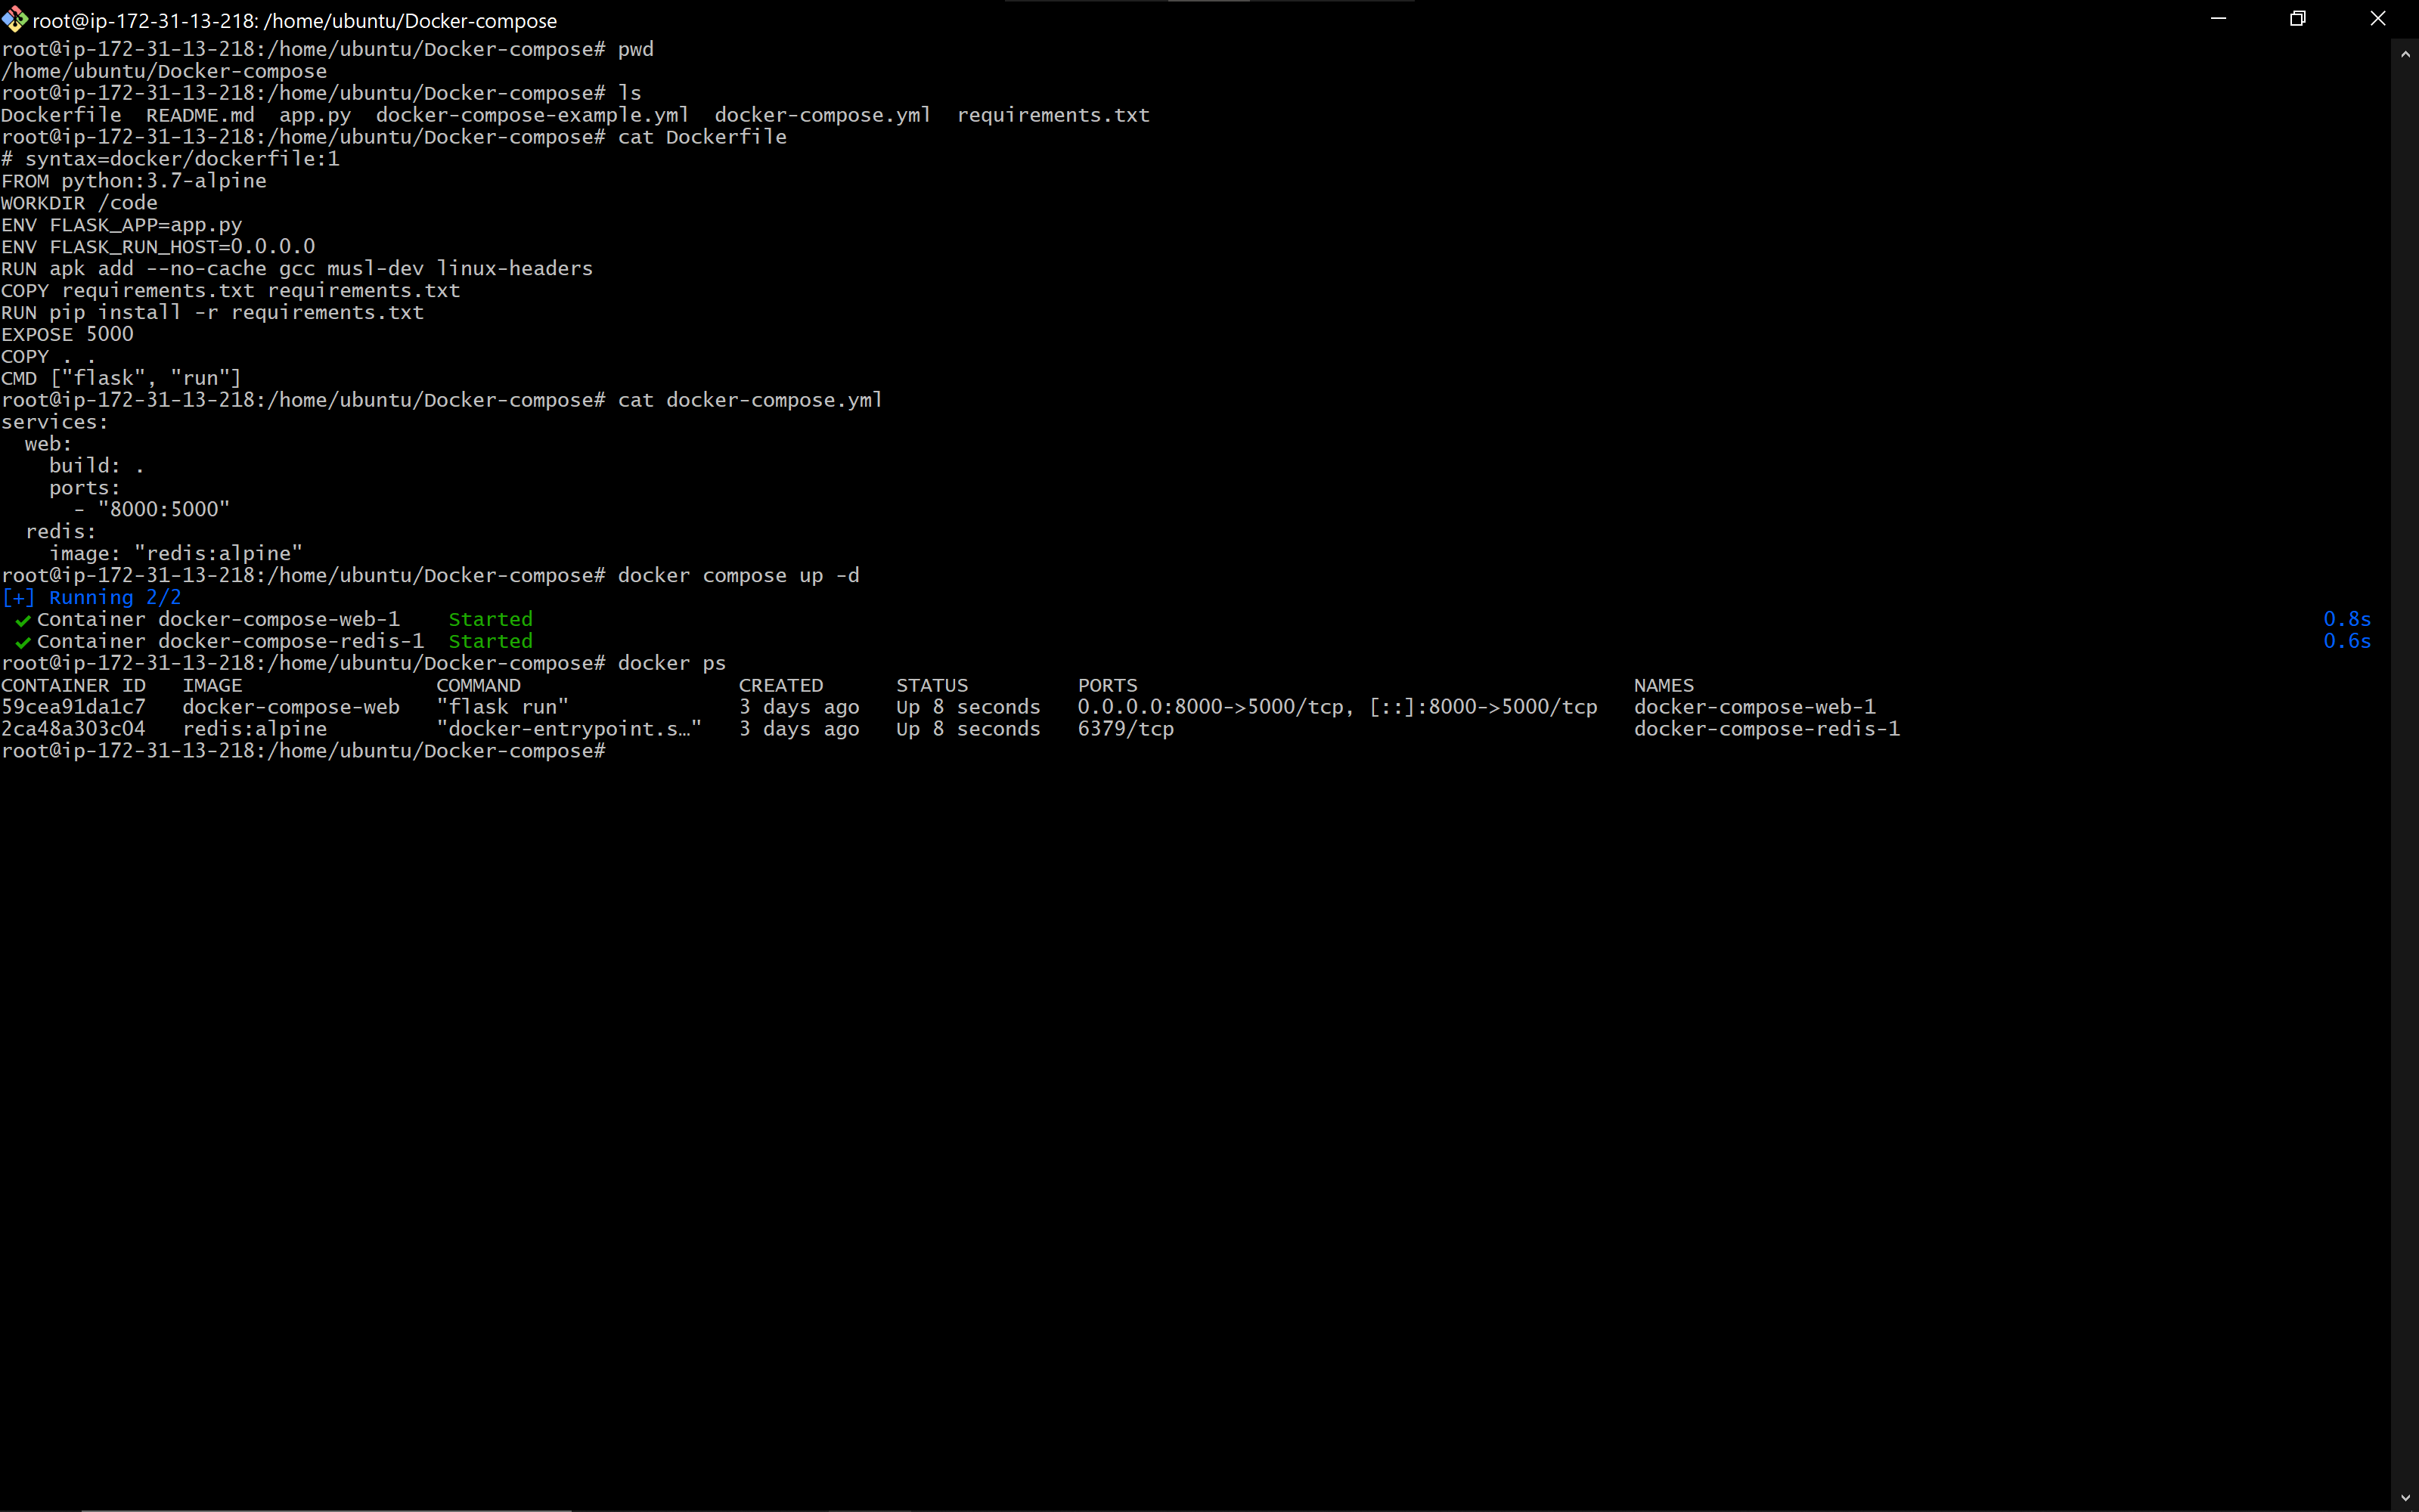 root@ip-172-31-13-218: /home/ubuntu/Docker-compose
root@ip-172-31-13-218:/home/ubuntu/Docker-compose# pwd
/home/ubuntu/Docker-compose
root@ip-172-31-13-218:/home/ubuntu/Docker-compose# ls
Dockerfile  README.md  app.py  docker-compose-example.yml  docker-compose.yml  requirements.txt
root@ip-172-31-13-218:/home/ubuntu/Docker-compose# cat Dockerfile
# syntax=docker/dockerfile:1
FROM python:3.7-alpine
WORKDIR /code
ENV FLASK_APP=app.py
ENV FLASK_RUN_HOST=0.0.0.0
RUN apk add --no-cache gcc musl-dev linux-headers
COPY requirements.txt requirements.txt
RUN pip install -r requirements.txt
EXPOSE 5000
COPY . .
CMD ["flask", "run"]
root@ip-172-31-13-218:/home/ubuntu/Docker-compose# cat docker-compose.yml
services:
  web:
    build: .
    ports:
      - "8000:5000"
  redis:
    image: "redis:alpine"
root@ip-172-31-13-218:/home/ubuntu/Docker-compose# docker compose up -d
[+] Running 2/2
 ✔ Container docker-compose-web-1    Started 0.8s
 ✔ Container docker-compose-redis-1  Started 0.6s
root@ip-172-31-13-218:/home/ubuntu/Docker-compose# docker ps
CONTAINER ID   IMAGE                COMMAND                  CREATED      STATUS         PORTS                                         NAMES
59cea91da1c7   docker-compose-web   "flask run"              3 days ago   Up 8 seconds   0.0.0.0:8000->5000/tcp, [::]:8000->5000/tcp   docker-compose-web-1
2ca48a303c04   redis:alpine         "docker-entrypoint.s…"   3 days ago   Up 8 seconds   6379/tcp                                      docker-compose-redis-1
root@ip-172-31-13-218:/home/ubuntu/Docker-compose#